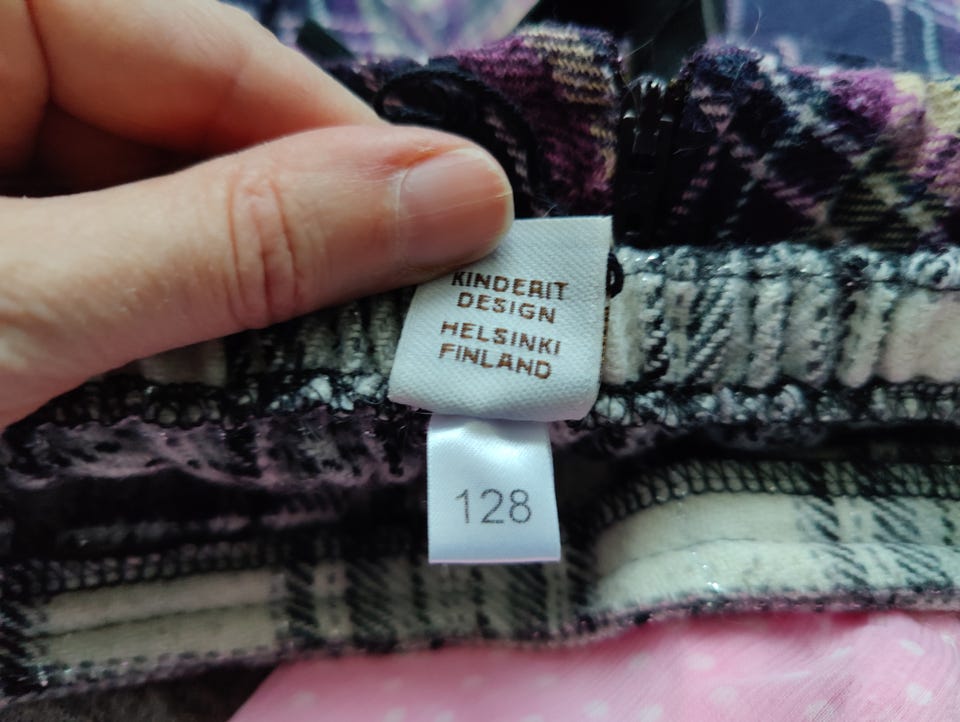 KINDERIT
DESIGN
HELSINKI
FINLAND
128